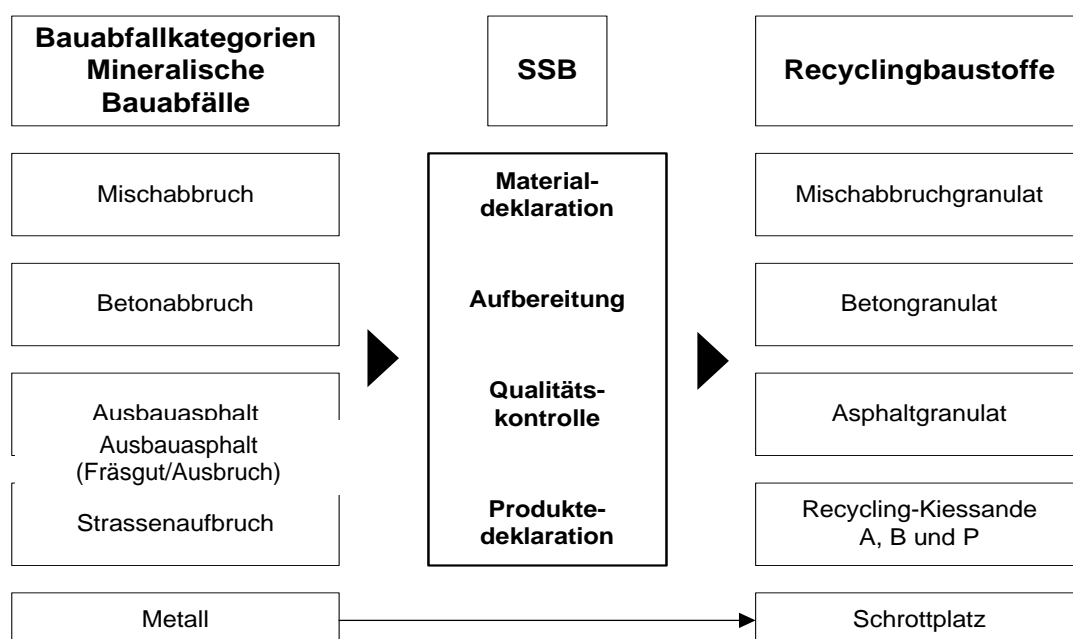 Bauabfallkategorien
Mineralische
Bauabfälle
SSB
Recyclingbaustoffe
Mischabbruch
Material-
deklaration
Mischabbruchgranulat
Betonabbruch
Aufbereitung
Betongranulat
Ausbauasphalt
Ausbauasphalt
(Fräsgut/Ausbruch)
Qualitäts-
kontrolle
Asphaltgranulat
Strassenaufbruch
Produkte-
deklaration
Recycling-Kiessande
A, B und P
Metall
Schrottplatz